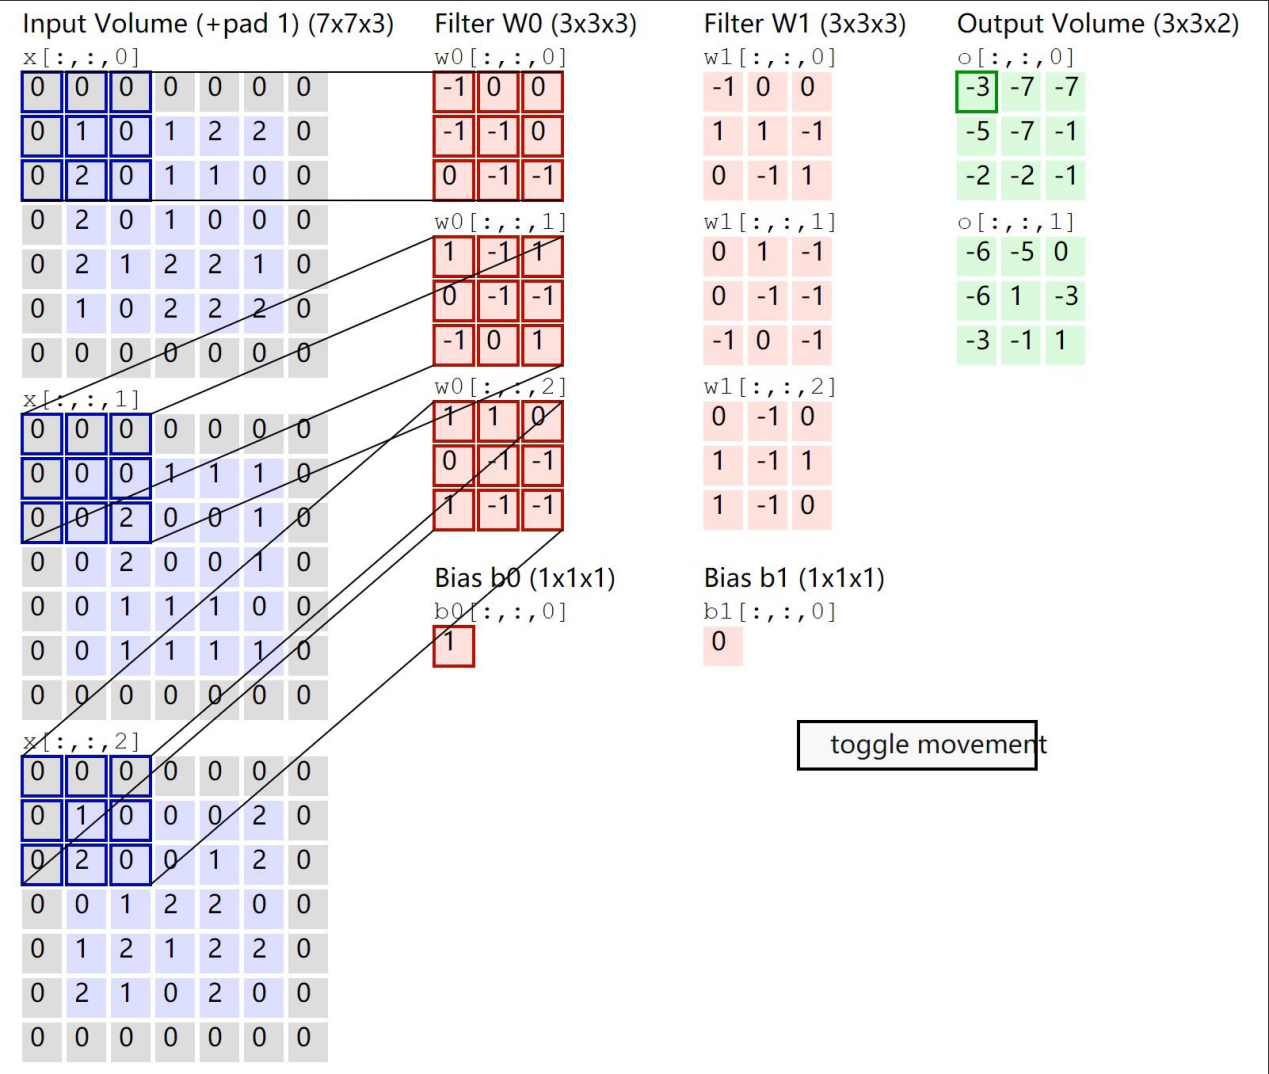 Input Volume (+pad 1) (7x7x3)
x[:,:,0]
0 0 0 0 0 0 0
0 1 0 1 2 2 0
0 2 0 1 1 0 0
0 2 0 1 0 0 0
0 2 1 2 2 1 0
0 1 0 2 2 2 0
0 0 0 0 0 0 0
x[:,:,1]
0 0 0 0 0 0 0
0 0 0 1 1 1 0
0 0 2 0 0 1 0
0 0 2 0 0 1 0
0 0 1 1 1 0 0
0 0 1 1 1 1 0
0 0 0 0 0 0 0
x[:,:,2]
0 0 0 0 0 0 0
0 1 0 0 0 2 0
0 2 0 0 1 2 0
0 0 1 2 2 0 0
0 1 2 1 2 2 0
0 2 1 0 2 0 0
0 0 0 0 0 0 0
Filter W0 (3x3x3)
w0[:,:,0]
-1 0 0
-1 -1 0
0 -1 -1
w0[:,:,1]
1 -1 1
0 -1 -1
-1 0 1
w0[:,:,2]
1 1 0
0 -1 -1
1 -1 -1
Bias b0 (1x1x1)
b0[:,:,0]
1
Filter W1 (3x3x3)
w1[:,:,0]
-1 0 0
1 1 -1
0 -1 1
w1[:,:,1]
0 1 -1
0 -1 -1
-1 0 -1
w1[:,:,2]
0 -1 0
1 -1 1
1 -1 0
Bias b1 (1x1x1)
b1[:,:,0]
0
Output Volume (3x3x2)
o[:,:,0]
-3 -7 -7
-5 -7 -1
-2 -2 -1
o[:,:,1]
-6 -5 0
-6 1 -3
-3 -1 1
toggle movement